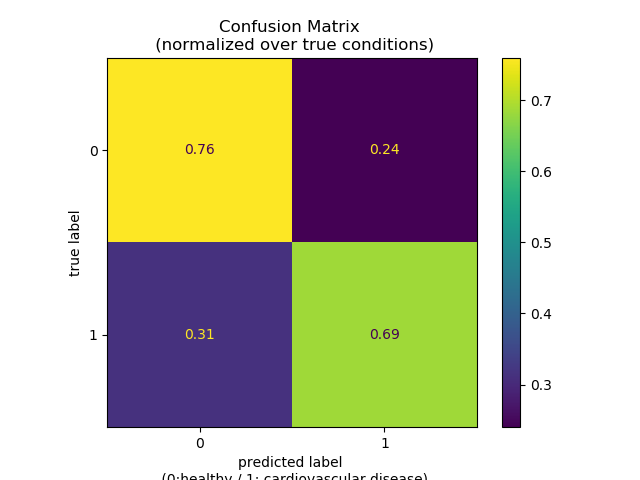 Confusion Matrix
(normalized over true conditions)
0.76 0.24
0.31 0.69
0
1
true label
0 1
predicted label
(0:healthy / 1: cardiovascular disease)
0.7
0.6
0.5
0.4
0.3